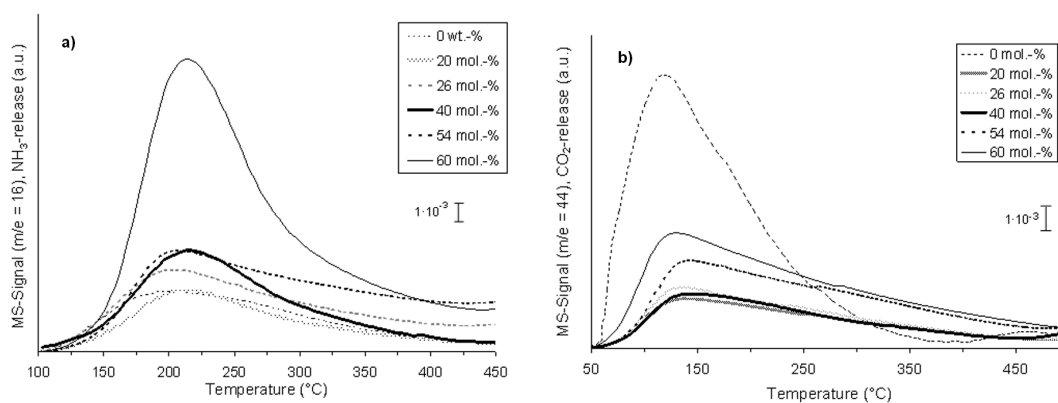 a)
MS-Signal (m/e = 16), NH₃-release (a.u.)
0 wt.-%
20 mol.-%
26 mol.-%
40 mol.-%
54 mol.-%
60 mol.-%
1·10⁻³
100 150 200 250 300 350 400 450
Temperature (°C)
b)
MS-Signal (m/e = 44), CO₂-release (a.u.)
0 mol.-%
20 mol.-%
26 mol.-%
40 mol.-%
54 mol.-%
60 mol.-%
1·10⁻³
50 150 250 350 450
Temperature (°C)